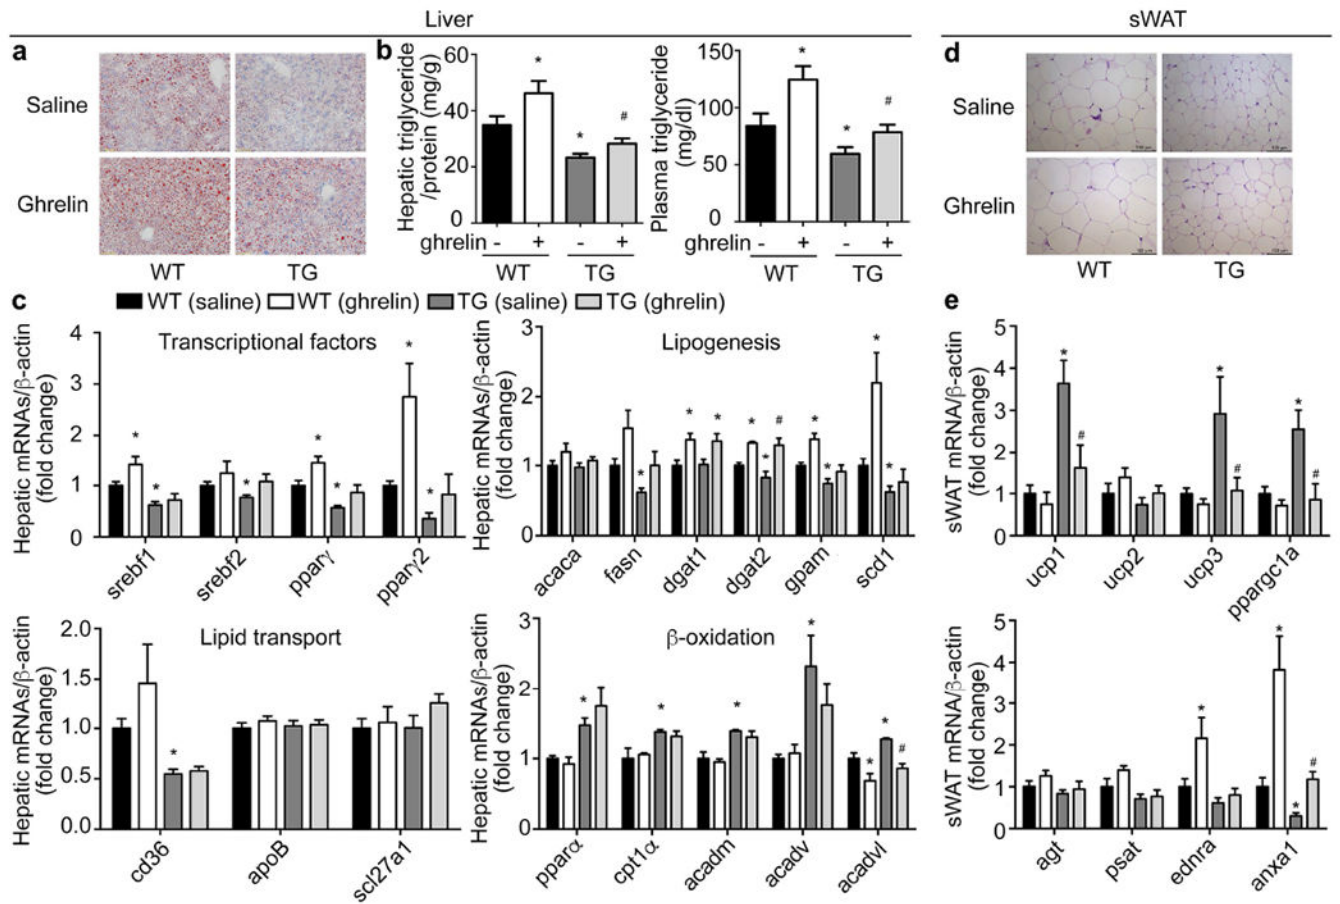 Liver
sWAT
a
Saline
Ghrelin
WT
TG
b
Hepatic triglyceride
/protein (mg/g)
60
40
20
0
*
*
#
ghrelin
-
+
-
+
WT
TG
Plasma triglyceride
(mg/dl)
150
100
50
0
*
*
#
ghrelin
-
+
-
+
WT
TG
d
Saline
Ghrelin
WT
TG
c
WT (saline)
WT (ghrelin)
TG (saline)
TG (ghrelin)
Transcriptional factors
Hepatic mRNAs/β-actin
(fold change)
4
3
2
1
0
*
*
*
*
*
*
*
srebf1
srebf2
pparγ
pparγ2
Lipogenesis
Hepatic mRNAs/β-actin
(fold change)
3
2
1
0
*
*
*
*
*
#
*
*
*
*
acaca
fasn
dgat1
dgat2
gpam
scd1
Lipid transport
Hepatic mRNAs/β-actin
(fold change)
2.0
1.5
1.0
0.5
0.0
*
cd36
apoB
scl27a1
β-oxidation
Hepatic mRNAs/β-actin
(fold change)
3
2
1
0
*
*
*
*
*
*
#
pparα
cpt1α
acadm
acadv
acadvl
e
sWAT mRNA/β-actin
(fold change)
5
4
3
2
1
0
*
#
*
#
*
#
ucp1
ucp2
ucp3
ppargc1a
sWAT mRNA/β-actin
(fold change)
5
4
3
2
1
0
*
*
*
#
agt
psat
ednra
anxa1